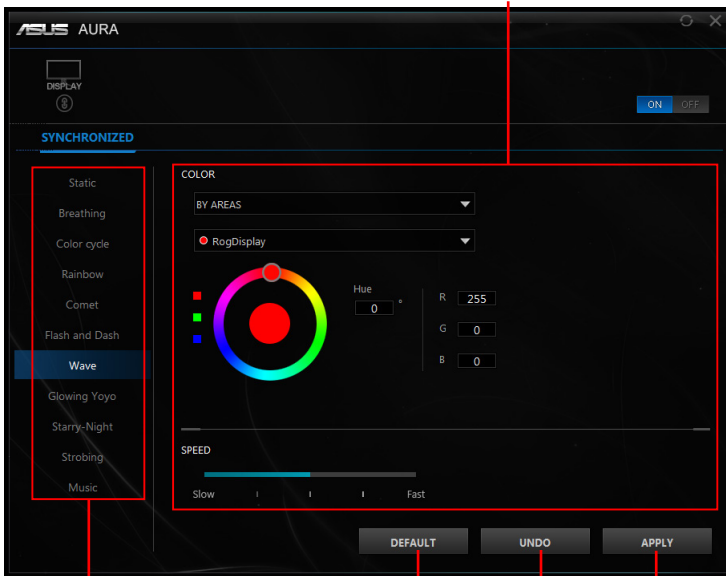 ASUS AURA
DISPLAY
ON OFF
SYNCHRONIZED
Static
Breathing
Color cycle
Rainbow
Comet
Flash and Dash
Wave
Glowing Yoyo
Starry-Night
Strobing
Music
COLOR
BY AREAS
RogDisplay
Hue
0 °
R 255
G 0
B 0
SPEED
Slow Fast
DEFAULT UNDO APPLY